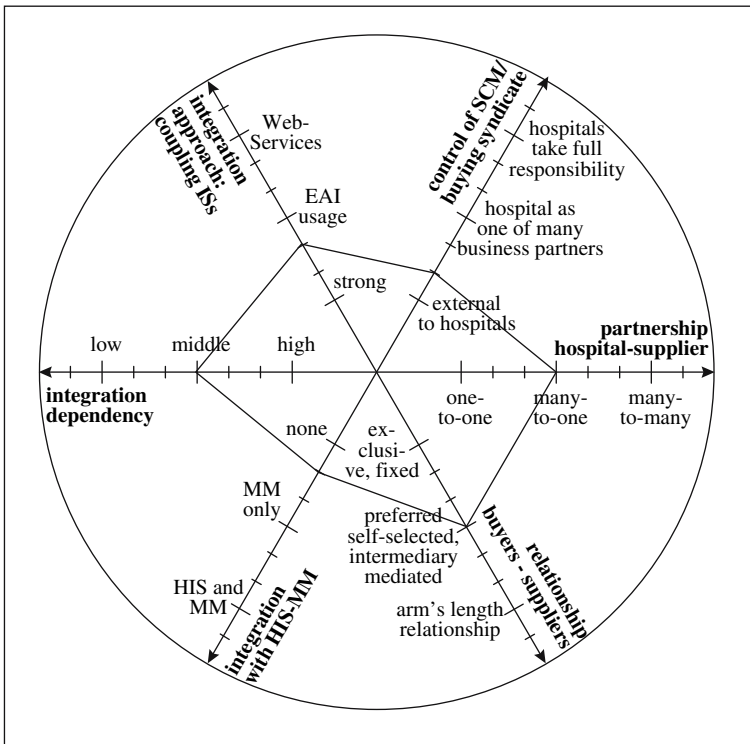 integration
approach:
coupling ISs
Web-
Services
EAI
usage
strong
control of SCM/
buying syndicate
hospitals
take full
responsibility
hospital as
one of many
business partners
external
to hospitals
partnership
hospital-supplier
one-
to-one
many-
to-one
many-
to-many
low
middle
high
integration
dependency
none
MM
only
HIS and
MM
integration
with HIS-MM
ex-
clusi-
ve, fixed
preferred
self-selected,
intermediary
mediated
arm's length
relationship
relationship
buyers - suppliers